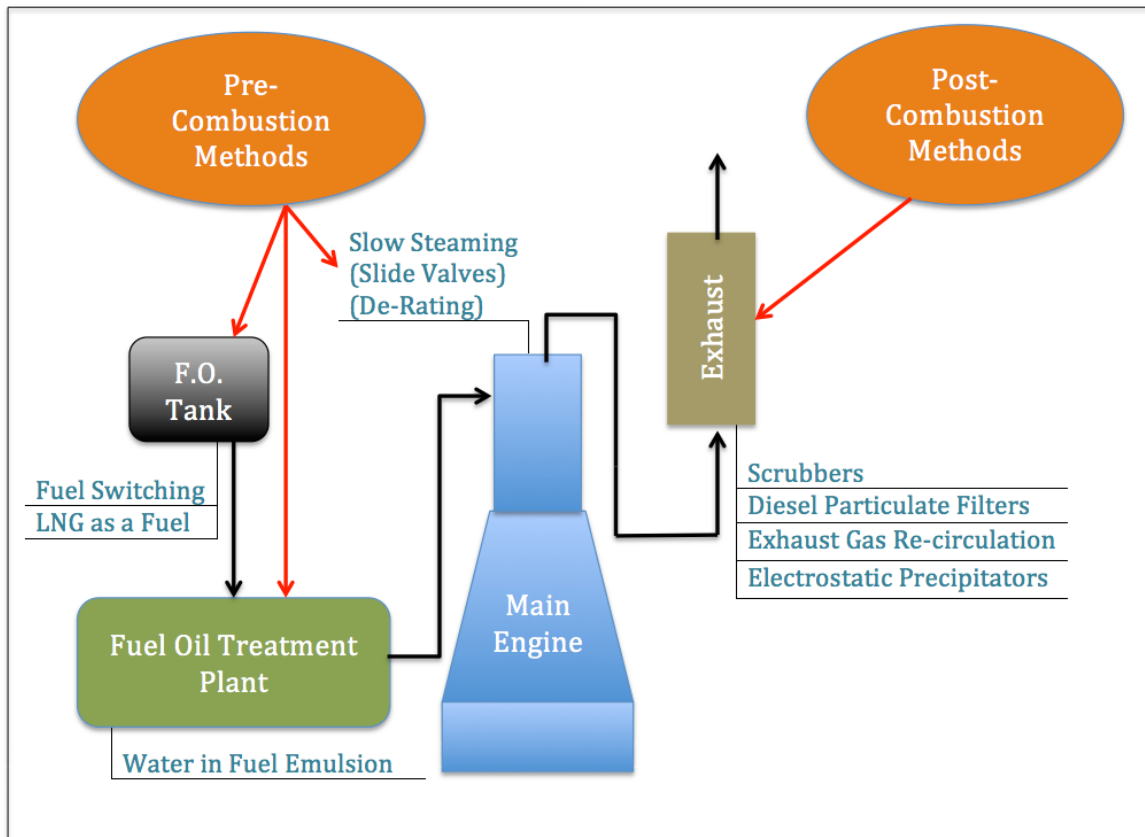 Pre-
Combustion
Methods
Post-
Combustion
Methods
Slow Steaming
(Slide Valves)
(De-Rating)
Exhaust
F.O.
Tank
Fuel Switching
LNG as a Fuel
Scrubbers
Diesel Particulate Filters
Exhaust Gas Re-circulation
Electrostatic Precipitators
Main
Engine
Fuel Oil Treatment
Plant
Water in Fuel Emulsion